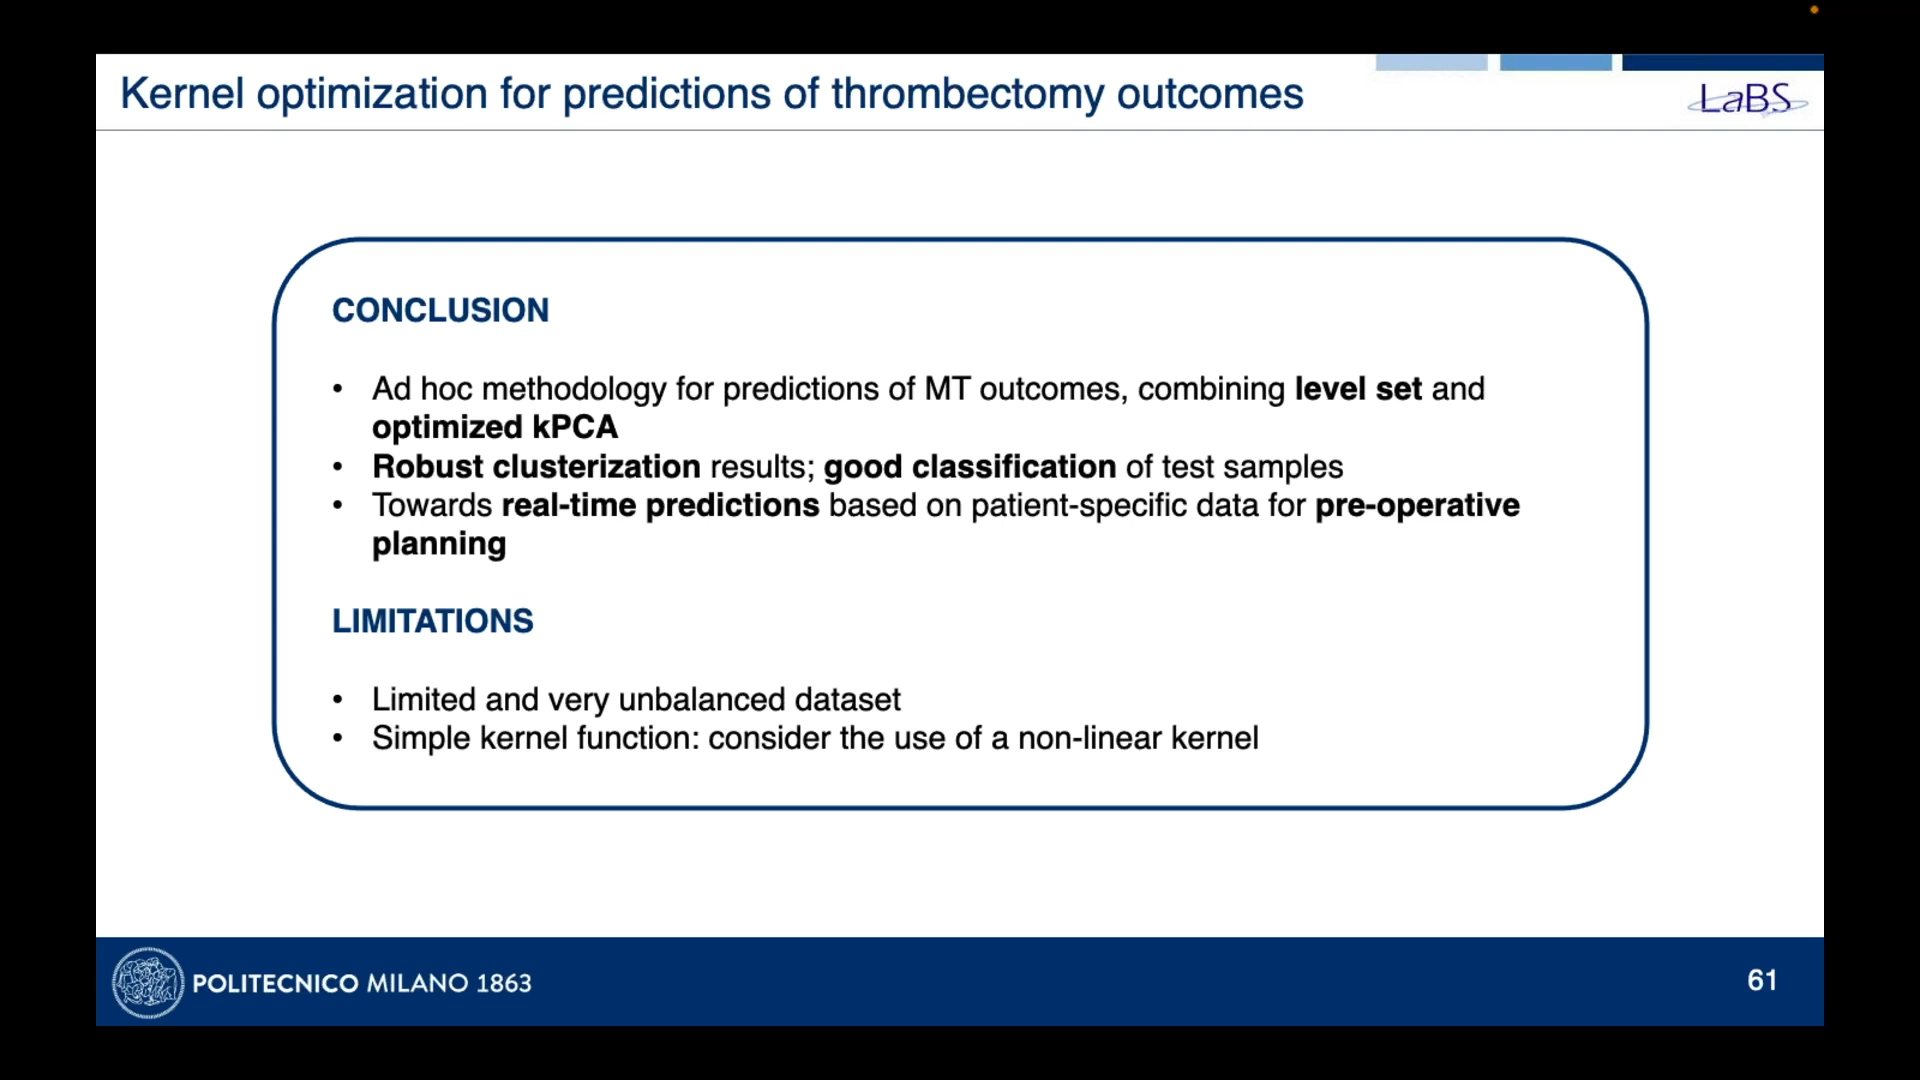 Kernel optimization for predictions of thrombectomy outcomes
LaBS
CONCLUSION
• Ad hoc methodology for predictions of MT outcomes, combining level set and
optimized kPCA
• Robust clusterization results; good classification of test samples
• Towards real-time predictions based on patient-specific data for pre-operative
planning
LIMITATIONS
• Limited and very unbalanced dataset
• Simple kernel function: consider the use of a non-linear kernel
POLITECNICO MILANO 1863
61